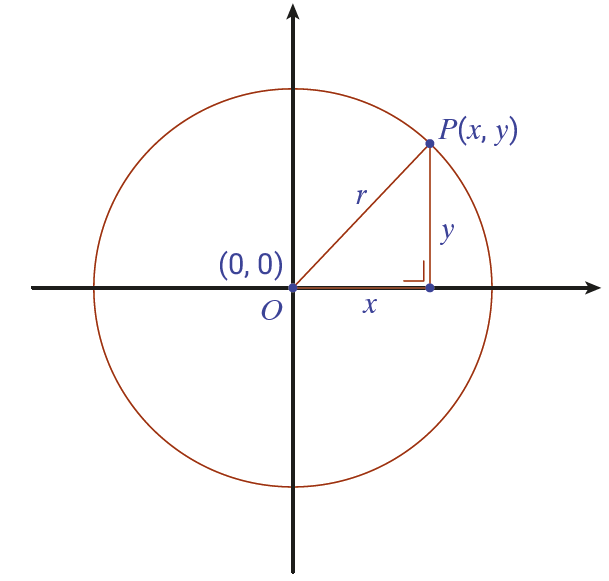 P(x, y)
r
y
(0, 0)
O
x